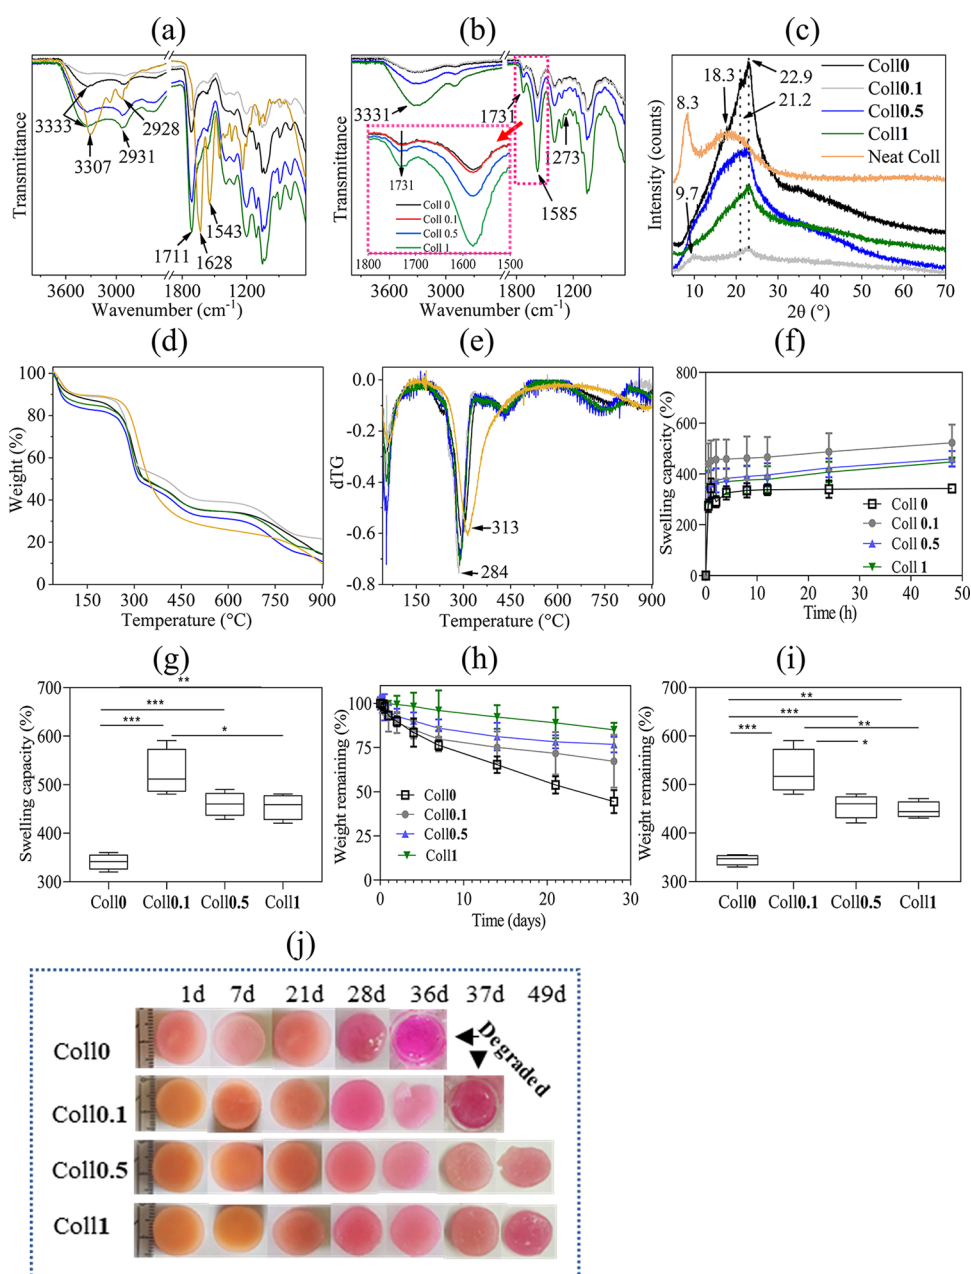 (a)
(b)
(c)
Transmittance
3333
3307
2928
2931
1543
1711
1628
3600 3000 1800 1200
Wavenumber (cm-1)
Transmittance
3331
1731
1273
1585
1731
Coll 0
Coll 0.1
Coll 0.5
Coll 1
1800 1700 1600 1500
3600 3000 1800 1200
Wavenumber (cm-1)
Intensity (counts)
18.3
22.9
21.2
8.3
9.7
Coll0
Coll0.1
Coll0.5
Coll1
Neat Coll
10 20 30 40 50 60 70
2θ (°)
(d)
(e)
(f)
Weight (%)
100
80
60
40
20
0
150 300 450 600 750 900
Temperature (°C)
dTG
0.0
-0.2
-0.4
-0.6
-0.8
313
284
150 300 450 600 750 900
Temperature (°C)
Swelling capacity (%)
800
600
400
200
0
Coll 0
Coll 0.1
Coll 0.5
Coll 1
0 10 20 30 40 50
Time (h)
(g)
(h)
(i)
Swelling capacity (%)
700
600
500
400
300
**
***
***
*
Coll0 Coll0.1 Coll0.5 Coll1
Weight remaining (%)
100
75
50
25
0
Coll0
Coll0.1
Coll0.5
Coll1
0 10 20 30
Time (days)
Weight remaining (%)
700
600
500
400
300
**
***
***
**
*
Coll0 Coll0.1 Coll0.5 Coll1
(j)
1d 7d 21d 28d 36d 37d 49d
Coll0
Degraded
Coll0.1
Coll0.5
Coll1